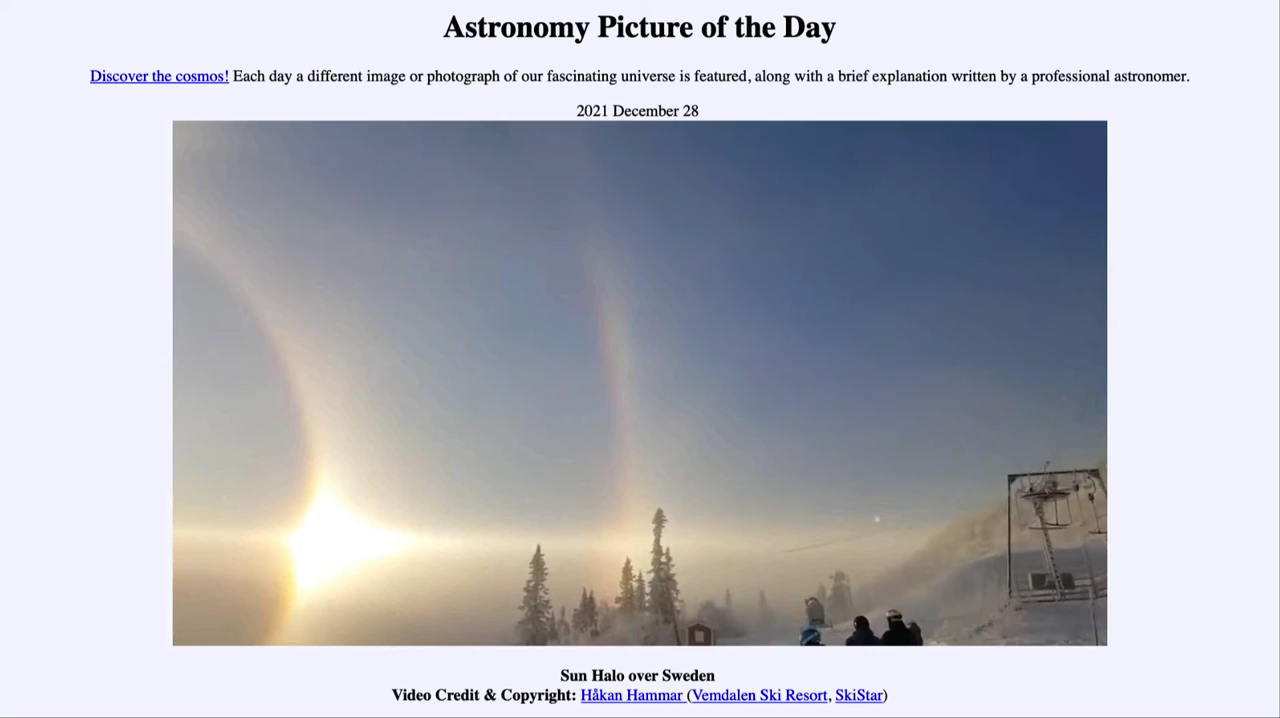 Astronomy Picture of the Day
Discover the cosmos! Each day a different image or photograph of our fascinating universe is featured, along with a brief explanation written by a professional astronomer.
2021 December 28
Sun Halo over Sweden
Video Credit & Copyright: Håkan Hammar (Vemdalen Ski Resort, SkiStar)